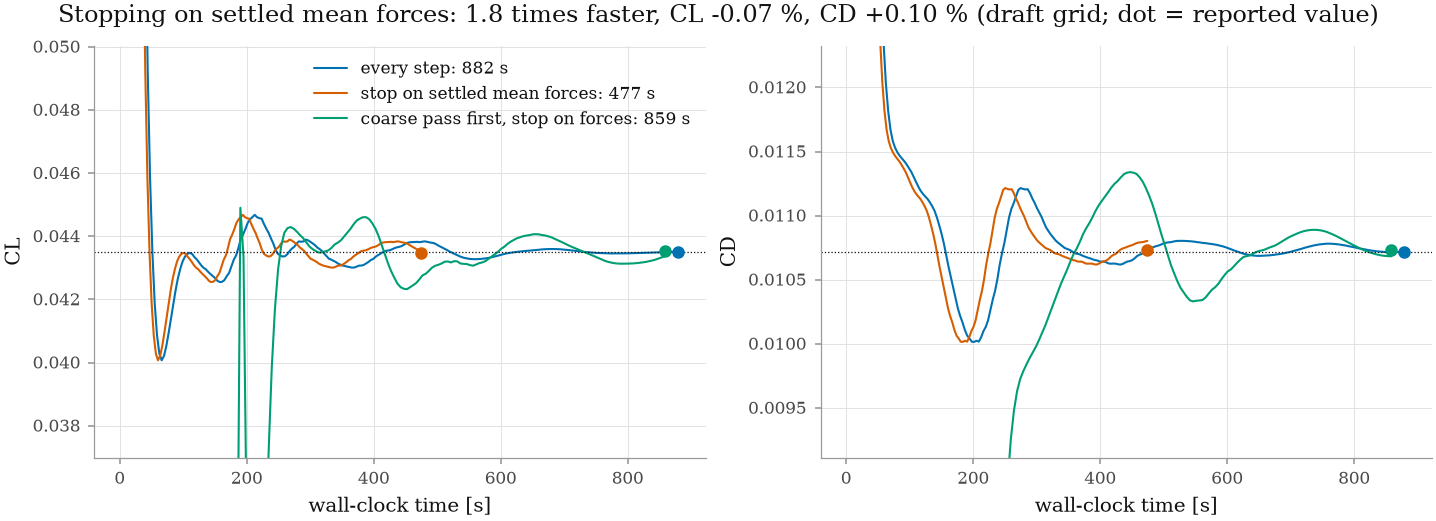 Stopping on settled mean forces: 1.8 times faster, CL -0.07 %, CD +0.10 % (draft grid; dot = reported value)
CL
0.050
0.048
0.046
0.044
0.042
0.040
0.038
every step: 882 s
stop on settled mean forces: 477 s
coarse pass first, stop on forces: 859 s
0 200 400 600 800
wall-clock time [s]
CD
0.0120
0.0115
0.0110
0.0105
0.0100
0.0095
0 200 400 600 800
wall-clock time [s]